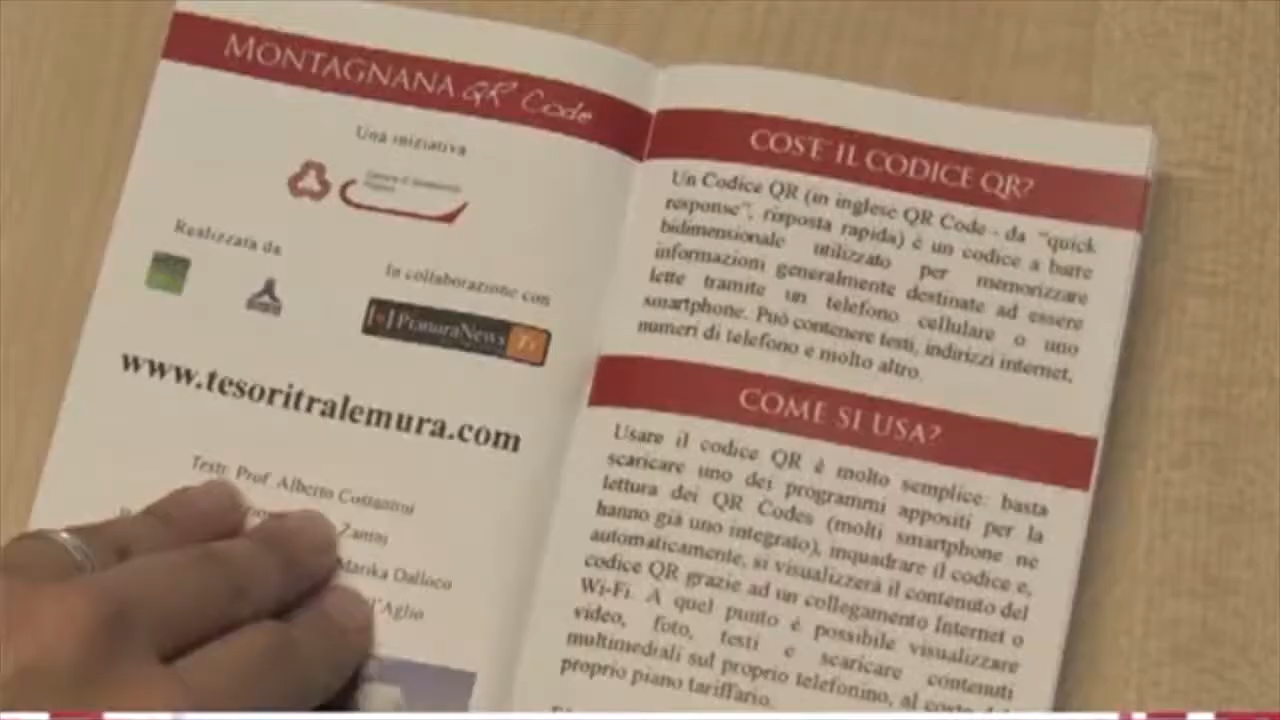 MONTAGNANA QR Code
Una iniziativa
Realizzata da
In collaborazione con
PianuraNews Tv
www.tesoritralemura.com
Testi: Prof. Alberto Costantini
Zanini
Marika Dalloco
l'Aglio
COS'È IL CODICE QR?
Un Codice QR (in inglese QR Code - da "quick
response", risposta rapida) è un codice a barre
bidimensionale utilizzato per memorizzare
informazioni generalmente destinate ad essere
lette tramite un telefono cellulare o uno
smartphone. Può contenere testi, indirizzi internet,
numeri di telefono e molto altro.
COME SI USA?
Usare il codice QR è molto semplice: basta
scaricare uno dei programmi appositi per la
lettura dei QR Codes (molti smartphone ne
hanno già uno integrato), inquadrare il codice e,
automaticamente, si visualizzerà il contenuto del
codice QR grazie ad un collegamento Internet o
Wi-Fi. A quel punto è possibile visualizzare
video, foto, testi e scaricare contenuti
multimediali sul proprio telefonino, al costo del
proprio piano tariffario.